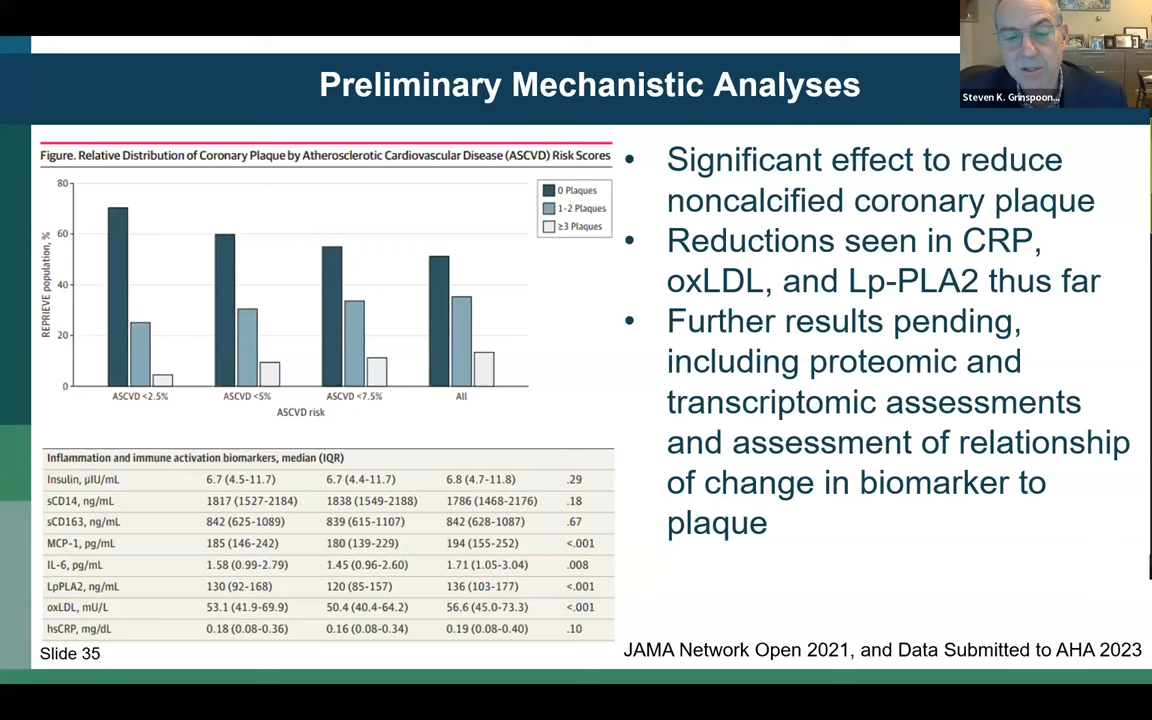 Steven K. Grinspoon...
Preliminary Mechanistic Analyses
Figure. Relative Distribution of Coronary Plaque by Atherosclerotic Cardiovascular Disease (ASCVD) Risk Scores
80
60
40
20
0
REPRIEVE population, %
0 Plaques
1-2 Plaques
≥3 Plaques
ASCVD <2.5%
ASCVD <5%
ASCVD <7.5%
All
ASCVD risk
Inflammation and immune activation biomarkers, median (IQR)
Insulin, µIU/mL 6.7 (4.5-11.7) 6.7 (4.4-11.7) 6.8 (4.7-11.8) .29
sCD14, ng/mL 1817 (1527-2184) 1838 (1549-2188) 1786 (1468-2176) .18
sCD163, ng/mL 842 (625-1089) 839 (615-1107) 842 (628-1087) .67
MCP-1, pg/mL 185 (146-242) 180 (139-229) 194 (155-252) <.001
IL-6, pg/mL 1.58 (0.99-2.79) 1.45 (0.96-2.60) 1.71 (1.05-3.04) .008
LpPLA2, ng/mL 130 (92-168) 120 (85-157) 136 (103-177) <.001
oxLDL, mU/L 53.1 (41.9-69.9) 50.4 (40.4-64.2) 56.6 (45.0-73.3) <.001
hsCRP, mg/dL 0.18 (0.08-0.36) 0.16 (0.08-0.34) 0.19 (0.08-0.40) .10
Slide 35
• Significant effect to reduce
noncalcified coronary plaque
• Reductions seen in CRP,
oxLDL, and Lp-PLA2 thus far
• Further results pending,
including proteomic and
transcriptomic assessments
and assessment of relationship
of change in biomarker to
plaque
JAMA Network Open 2021, and Data Submitted to AHA 2023